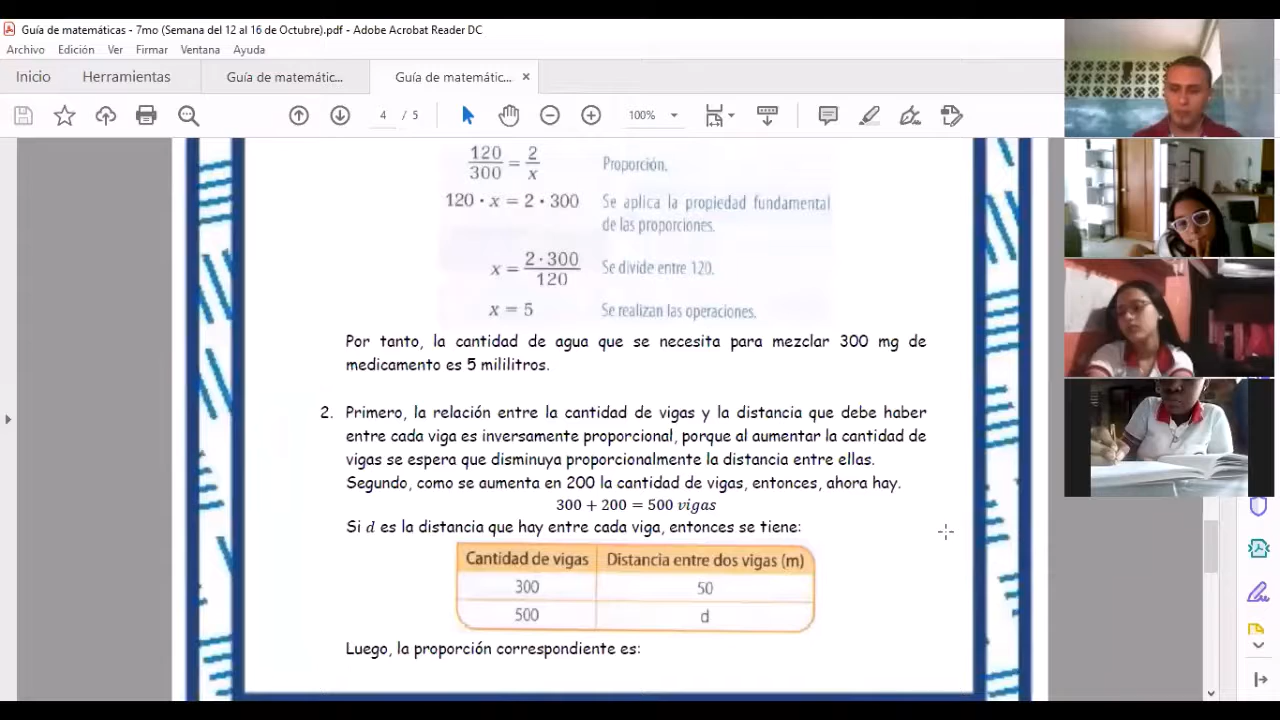 Guía de matemáticas - 7mo (Semana del 12 al 16 de Octubre).pdf - Adobe Acrobat Reader DC
Archivo Edición Ver Firmar Ventana Ayuda
Inicio Herramientas Guía de matemátic... Guía de matemátic... ×
4 / 5 100%
120/300 = 2/x Proporción.
120 · x = 2 · 300 Se aplica la propiedad fundamental
de las proporciones.
x = 2 · 300/120 Se divide entre 120.
x = 5 Se realizan las operaciones.
Por tanto, la cantidad de agua que se necesita para mezclar 300 mg de
medicamento es 5 mililitros.
2. Primero, la relación entre la cantidad de vigas y la distancia que debe haber
entre cada viga es inversamente proporcional, porque al aumentar la cantidad de
vigas se espera que disminuya proporcionalmente la distancia entre ellas.
Segundo, como se aumenta en 200 la cantidad de vigas, entonces, ahora hay.
300 + 200 = 500 vigas
Si d es la distancia que hay entre cada viga, entonces se tiene:
Cantidad de vigas Distancia entre dos vigas (m)
300 50
500 d
Luego, la proporción correspondiente es: